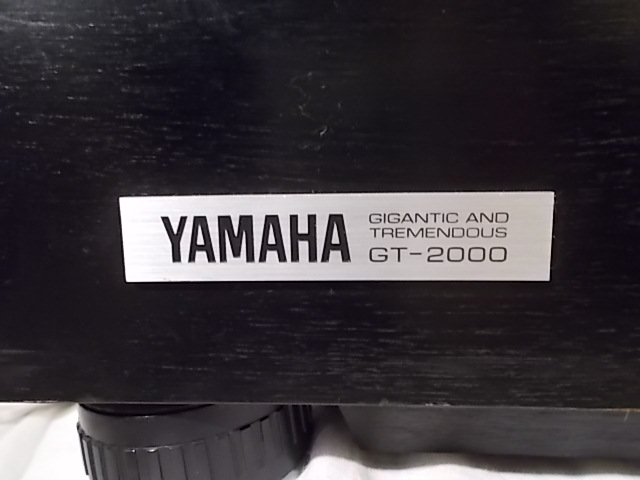 YAMAHA
GIGANTIC AND
TREMENDOUS
GT-2000